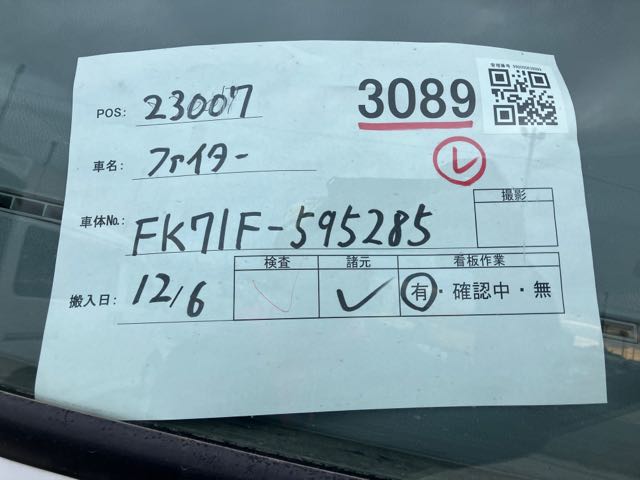 POS: 23007
3089
車名: ファイター
レ
撮影
車体No. FK71F-595285
検査 諸元 看板作業
搬入日: 12/6 ✓ ✓ 有・確認中・無